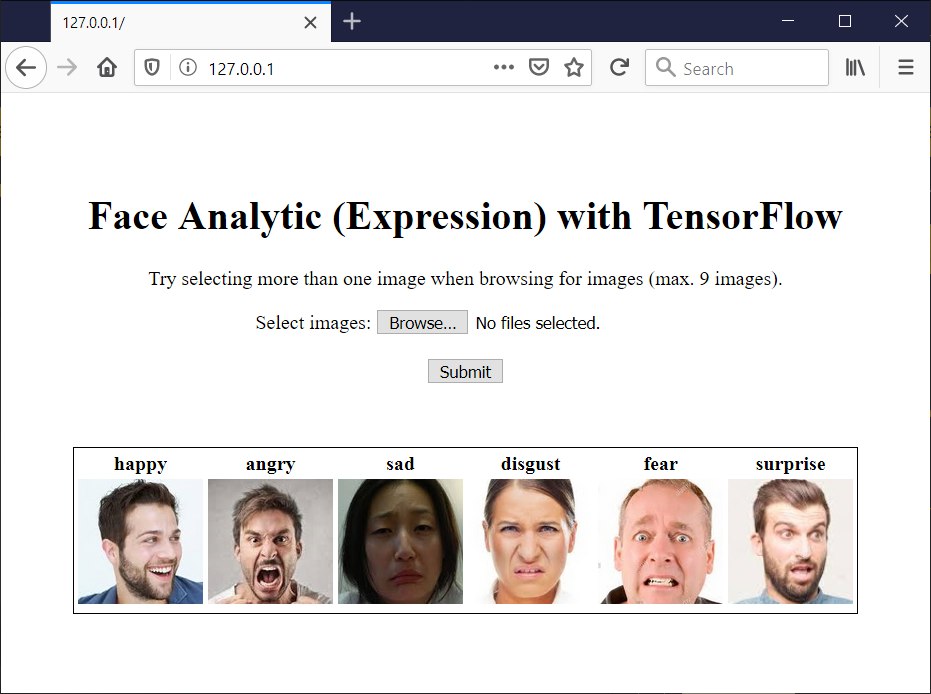 127.0.0.1/
127.0.0.1
Search
Face Analytic (Expression) with TensorFlow
Try selecting more than one image when browsing for images (max. 9 images).
Select images: Browse... No files selected.
Submit
happy angry sad disgust fear surprise